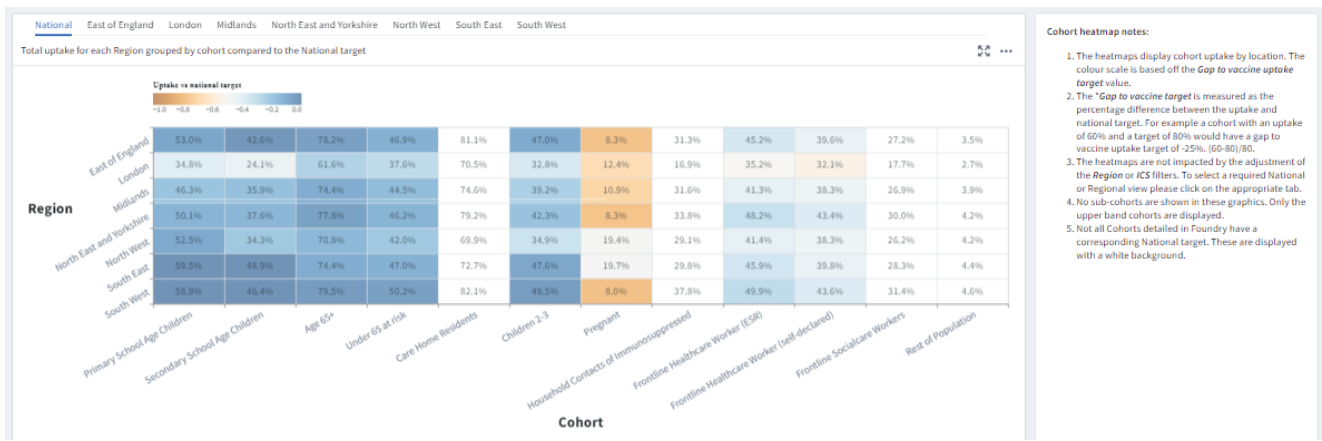 National East of England London Midlands North East and Yorkshire North West South East South West
Total uptake for each Region grouped by cohort compared to the National target
Uptake vs national target
−1.0 −0.8 −0.6 −0.4 −0.2 0.0
East of England 53.0% 42.6% 78.2% 46.9% 81.1% 47.0% 8.3% 31.3% 45.2% 39.6% 27.2% 3.5%
London 34.8% 24.1% 61.6% 37.6% 70.5% 32.8% 12.4% 16.9% 35.2% 32.1% 17.7% 2.7%
Midlands 46.3% 35.9% 74.4% 44.5% 74.6% 39.2% 10.9% 31.6% 41.3% 38.3% 26.9% 3.9%
Region
North East and Yorkshire 50.1% 37.6% 77.8% 46.2% 79.2% 42.3% 8.3% 33.8% 48.2% 43.4% 30.0% 4.2%
North West 52.5% 34.3% 70.8% 42.0% 69.9% 34.9% 19.4% 29.1% 41.4% 38.3% 26.2% 4.2%
South East 59.5% 48.9% 74.4% 47.0% 72.7% 47.6% 19.7% 29.8% 45.9% 39.8% 28.3% 4.4%
South West 58.9% 46.4% 79.5% 50.2% 82.1% 49.5% 8.0% 37.8% 49.9% 43.6% 31.4% 4.6%
Primary School Age Children
Secondary School Age Children
Age 65+
Under 65 at risk
Care Home Residents
Children 2-3
Pregnant
Household Contacts of Immunosuppressed
Frontline Healthcare Worker (ESR)
Frontline Healthcare Worker (self-declared)
Frontline Socialcare Workers
Rest of Population
Cohort
Cohort heatmap notes:
1. The heatmaps display cohort uptake by location. The
colour scale is based off the Gap to vaccine uptake
target value.
2. The "Gap to vaccine target is measured as the
percentage difference between the uptake and
national target. For example a cohort with an uptake
of 60% and a target of 80% would have a gap to
vaccine uptake target of -25%. (60-80)/80.
3. The heatmaps are not impacted by the adjustment of
the Region or ICS filters. To select a required National
or Regional view please click on the appropriate tab.
4. No sub-cohorts are shown in these graphics. Only the
upper band cohorts are displayed.
5. Not all Cohorts detailed in Foundry have a
corresponding National target. These are displayed
with a white background.